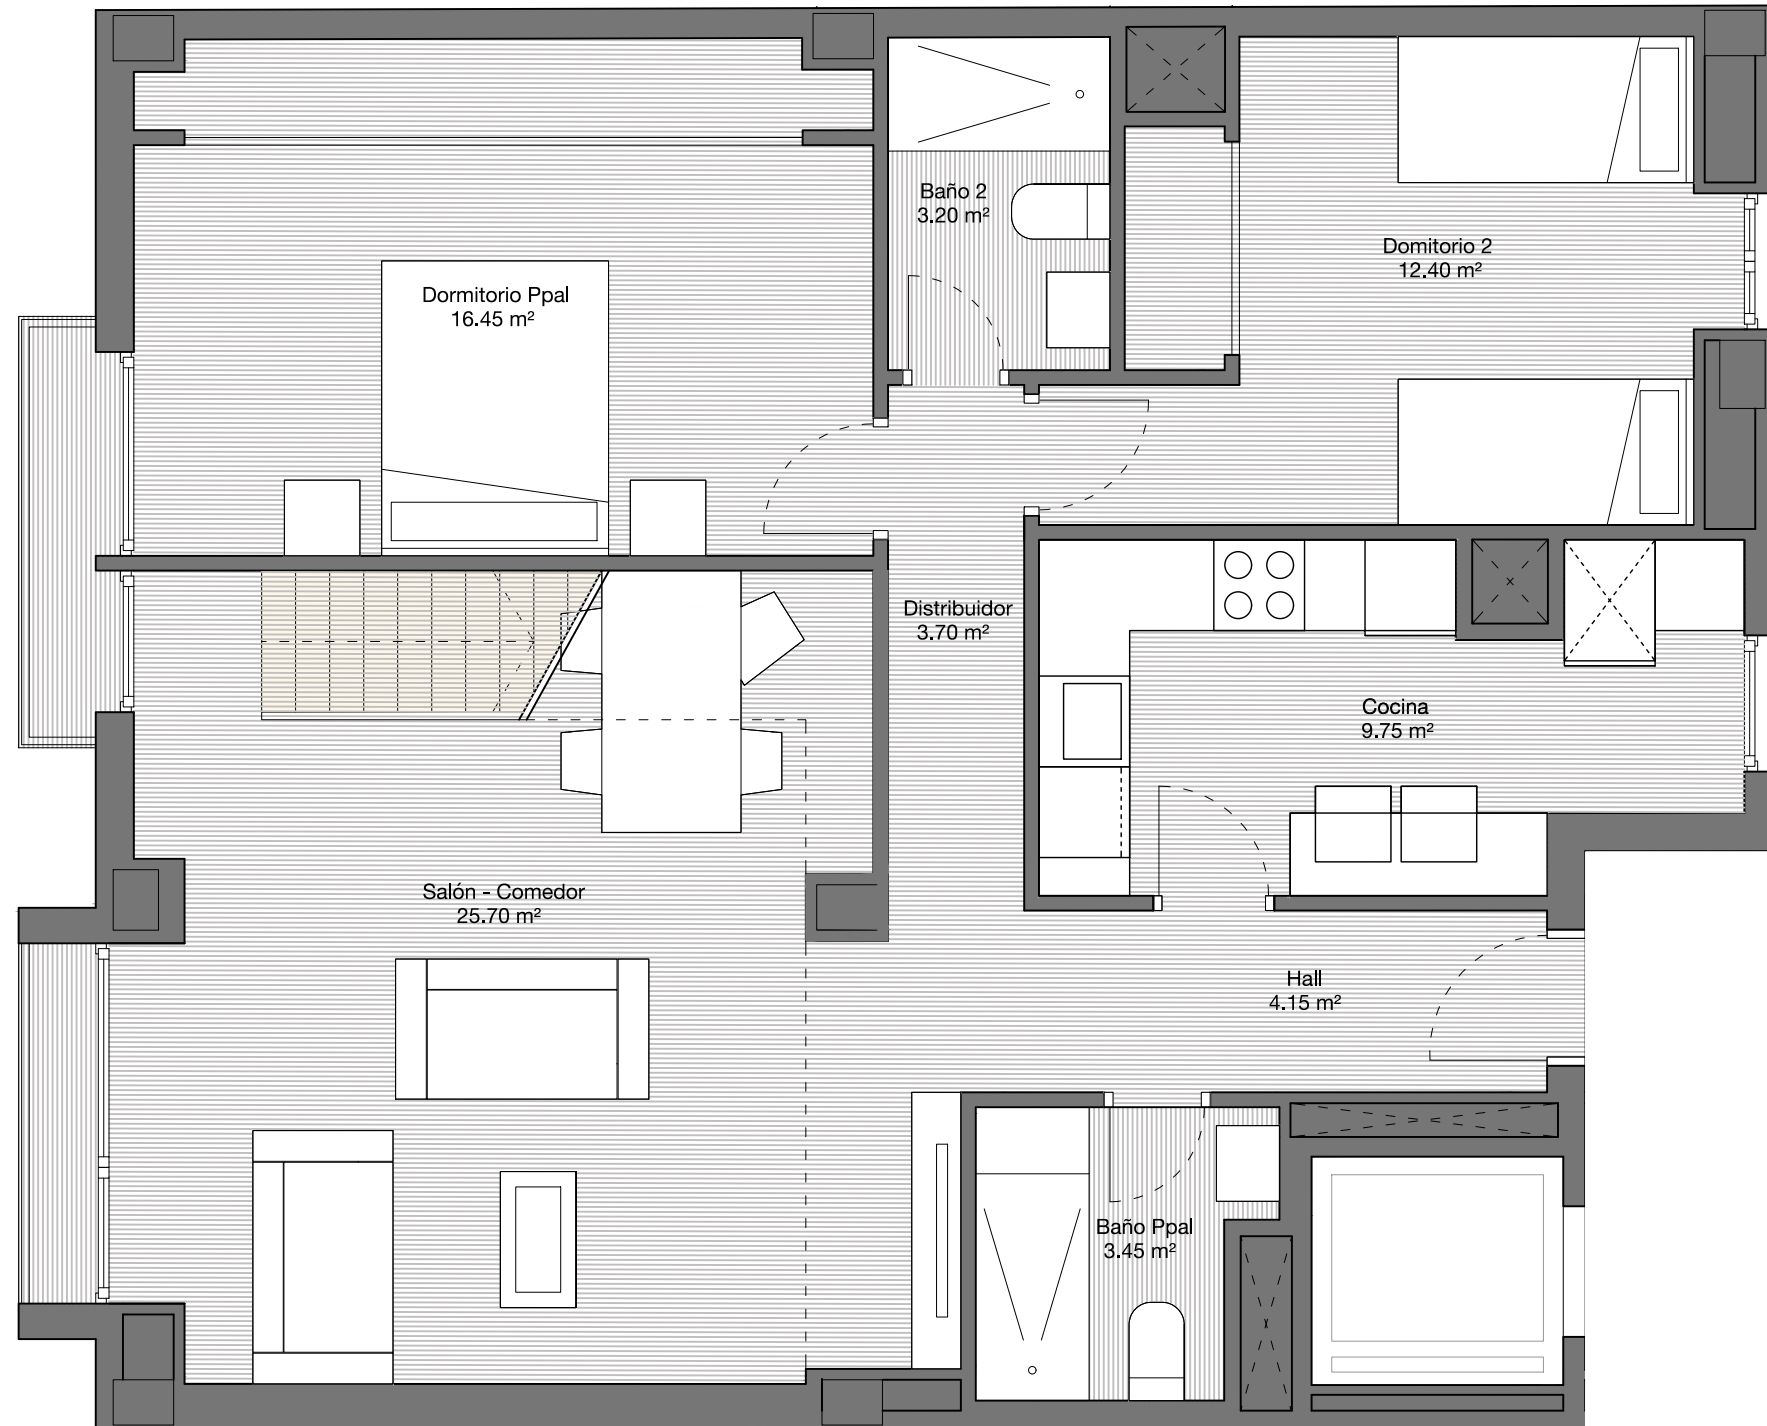 Baño 2
3.20 m²
Domitorio 2
12.40 m²
Dormitorio Ppal
16.45 m²
Distribuidor
3.70 m²
Cocina
9.75 m²
Salón - Comedor
25.70 m²
Hall
4.15 m²
Baño Ppal
3.45 m²